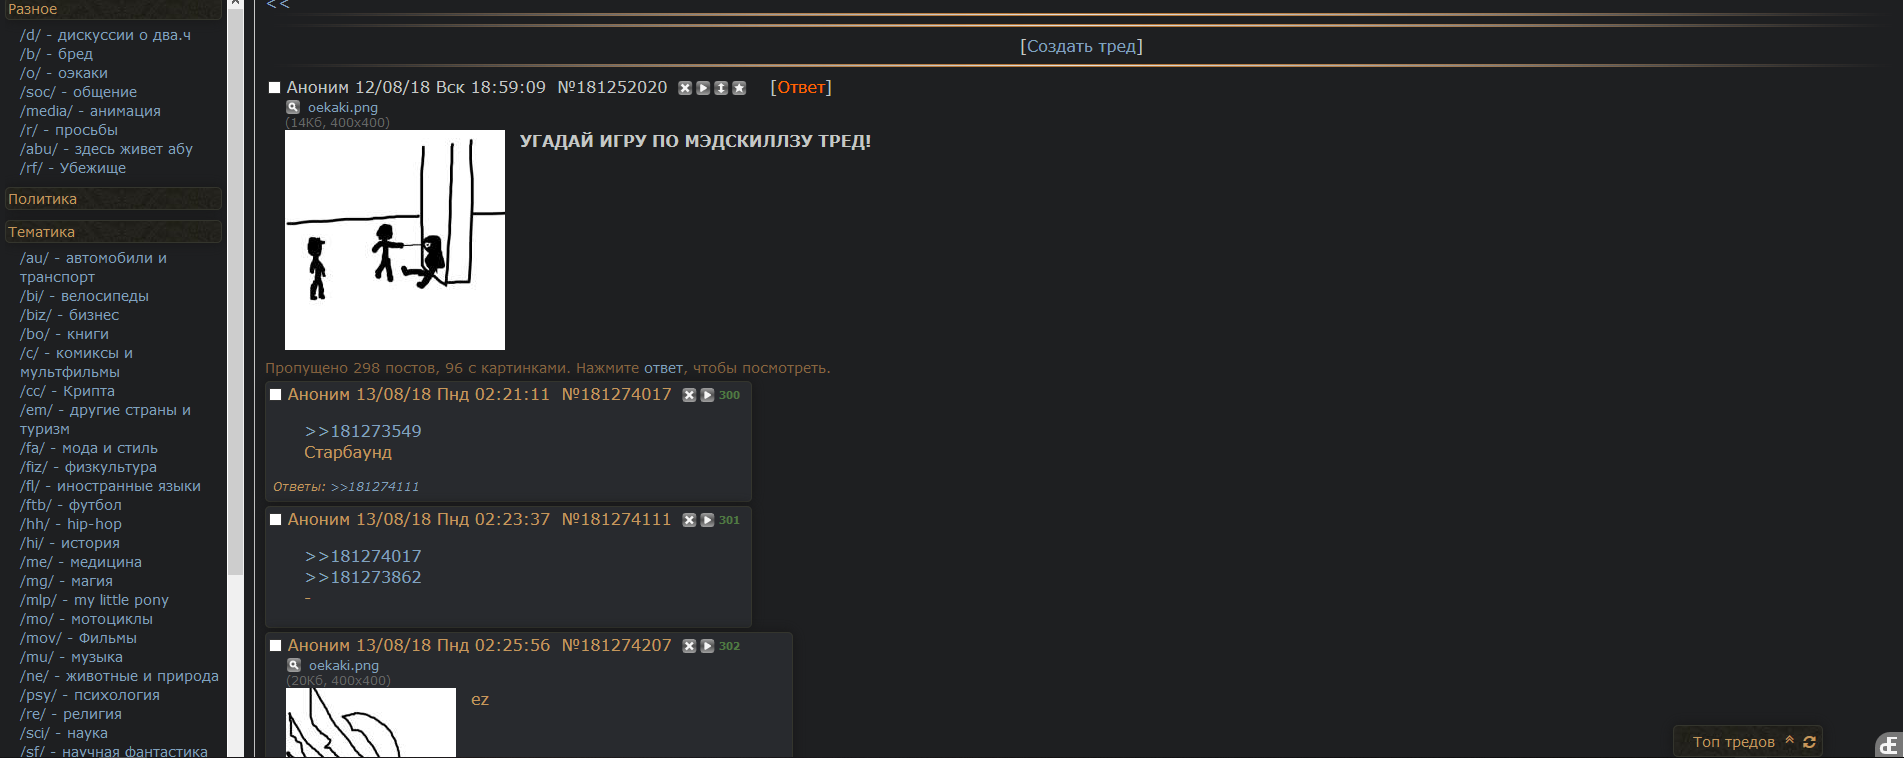 Разное
/d/ - дискуссии о два.ч
/b/ - бред
/o/ - оэкаки
/soc/ - общение
/media/ - анимация
/r/ - просьбы
/abu/ - здесь живет абу
/rf/ - Убежище
Политика
Тематика
/au/ - автомобили и
транспорт
/bi/ - велосипеды
/biz/ - бизнес
/bo/ - книги
/c/ - комиксы и
мультфильмы
/cc/ - Крипта
/em/ - другие страны и
туризм
/fa/ - мода и стиль
/fiz/ - физкультура
/fl/ - иностранные языки
/ftb/ - футбол
/hh/ - hip-hop
/hi/ - история
/me/ - медицина
/mg/ - магия
/mlp/ - my little pony
/mo/ - мотоциклы
/mov/ - Фильмы
/mu/ - музыка
/ne/ - животные и природа
/psy/ - психология
/re/ - религия
/sci/ - наука
/sf/ - научная фантастика
<<
[Создать тред]
Аноним 12/08/18 Вск 18:59:09 №181252020 [Ответ]
oekaki.png
(14Кб, 400x400)
УГАДАЙ ИГРУ ПО МЭДСКИЛЛЗУ ТРЕД!
Пропущено 298 постов, 96 с картинками. Нажмите ответ, чтобы посмотреть.
Аноним 13/08/18 Пнд 02:21:11 №181274017 300
>>181273549
Старбаунд
Ответы: >>181274111
Аноним 13/08/18 Пнд 02:23:37 №181274111 301
>>181274017
>>181273862
-
Аноним 13/08/18 Пнд 02:25:56 №181274207 302
oekaki.png
(20Кб, 400x400)
ez
Топ тредов